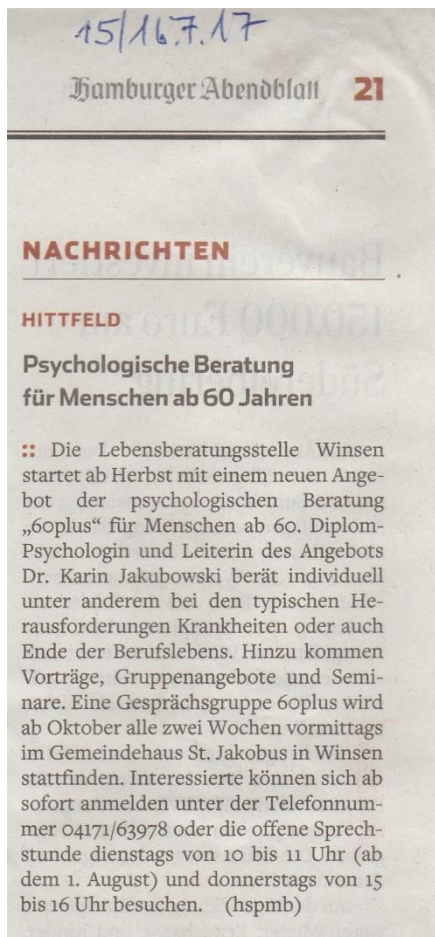 15/16.7.17
Hamburger Abendblatt 21
NACHRICHTEN
HITTFELD
Psychologische Beratung
für Menschen ab 60 Jahren
:: Die Lebensberatungsstelle Winsen
startet ab Herbst mit einem neuen Ange-
bot der psychologischen Beratung
„60plus“ für Menschen ab 60. Diplom-
Psychologin und Leiterin des Angebots
Dr. Karin Jakubowski berät individuell
unter anderem bei den typischen He-
rausforderungen Krankheiten oder auch
Ende der Berufslebens. Hinzu kommen
Vorträge, Gruppenangebote und Semi-
nare. Eine Gesprächsgruppe 60plus wird
ab Oktober alle zwei Wochen vormittags
im Gemeindehaus St. Jakobus in Winsen
stattfinden. Interessierte können sich ab
sofort anmelden unter der Telefonnum-
mer 04171/63978 oder die offene Sprech-
stunde dienstags von 10 bis 11 Uhr (ab
dem 1. August) und donnerstags von 15
bis 16 Uhr besuchen. (hspmb)